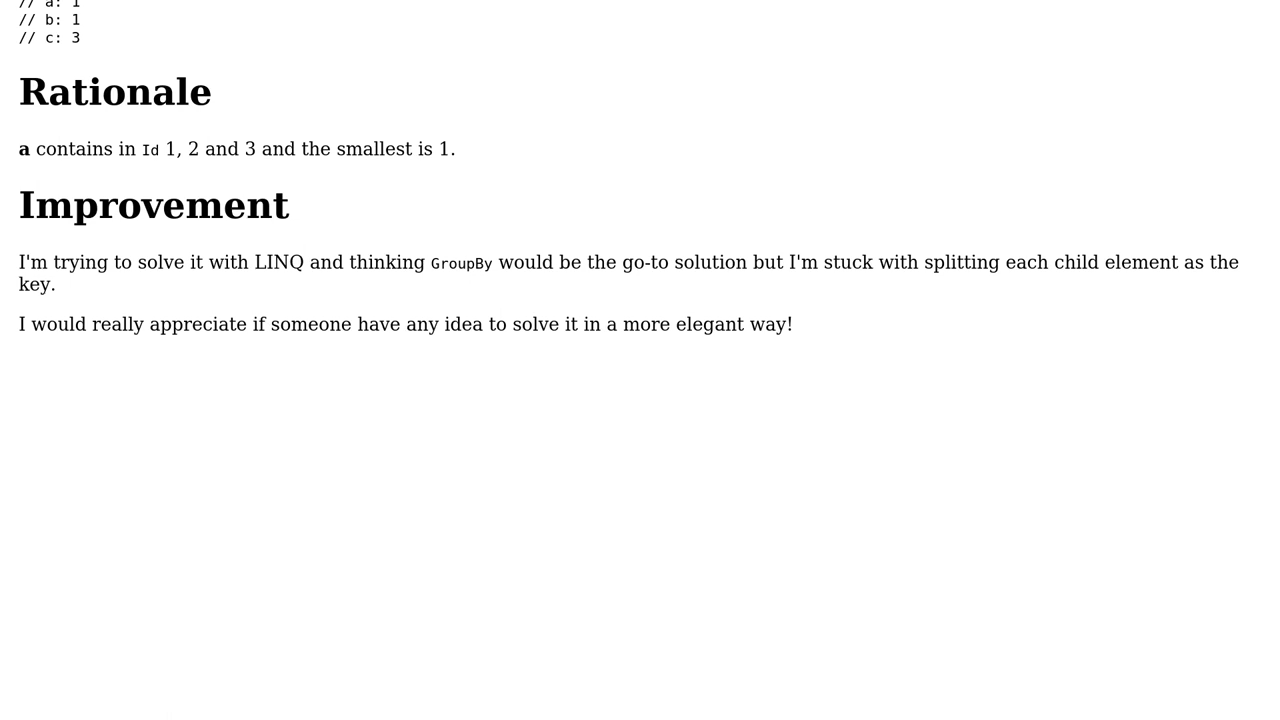 // a: 1
// b: 1
// c: 3
Rationale
a contains in Id 1, 2 and 3 and the smallest is 1.
Improvement
I'm trying to solve it with LINQ and thinking GroupBy would be the go-to solution but I'm stuck with splitting each child element as the
key.
I would really appreciate if someone have any idea to solve it in a more elegant way!